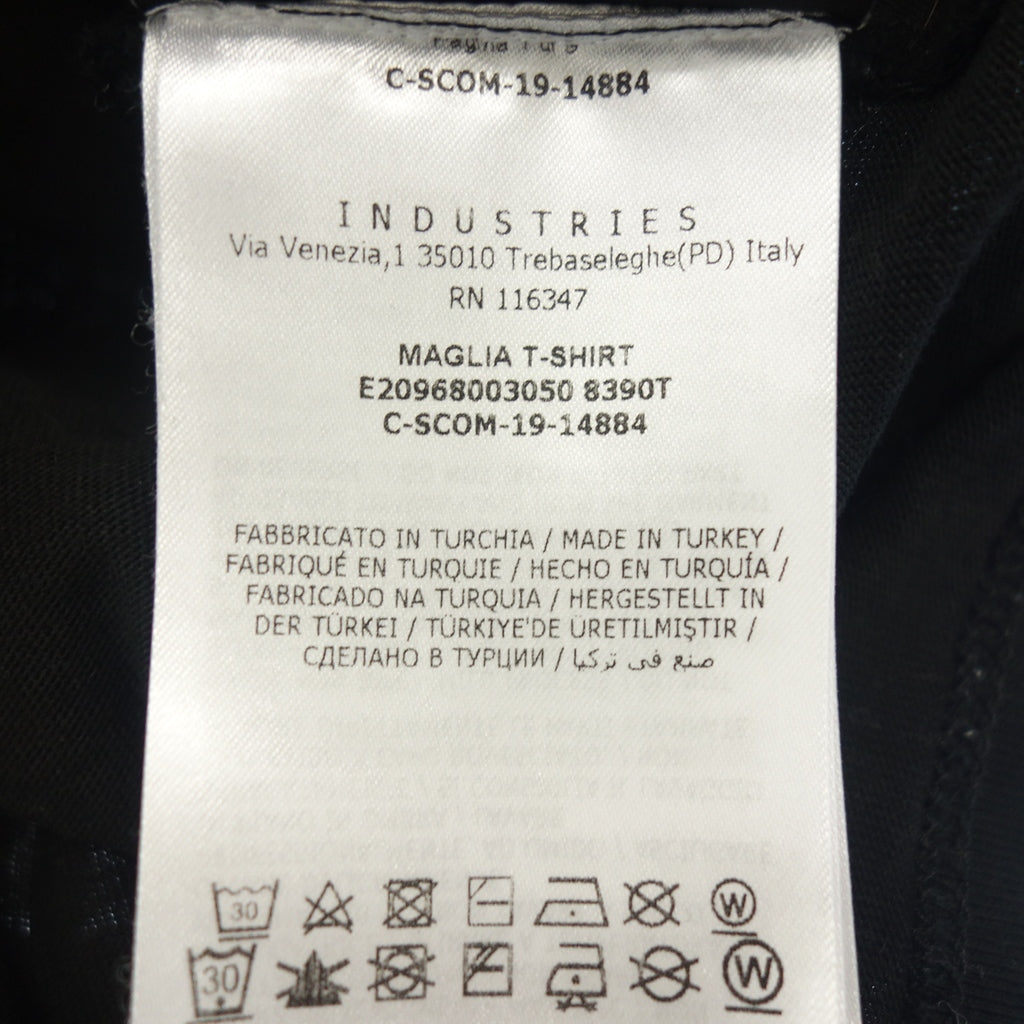 C-SCOM-19-14884
INDUSTRIES
Via Venezia,1 35010 Trebaseleghe(PD) Italy
RN 116347
MAGLIA T-SHIRT
E20968003050 8390T
C-SCOM-19-14884
FABBRICATO IN TURCHIA / MADE IN TURKEY /
FABRIQUÉ EN TURQUIE / HECHO EN TURQUÍA /
FABRICADO NA TURQUIA / HERGESTELLT IN
DER TÜRKEI / TÜRKIYE'DE ÜRETILMIŞTIR /
СДЕЛАНО В ТУРЦИИ / صنع في تركيا
30 W
30 W